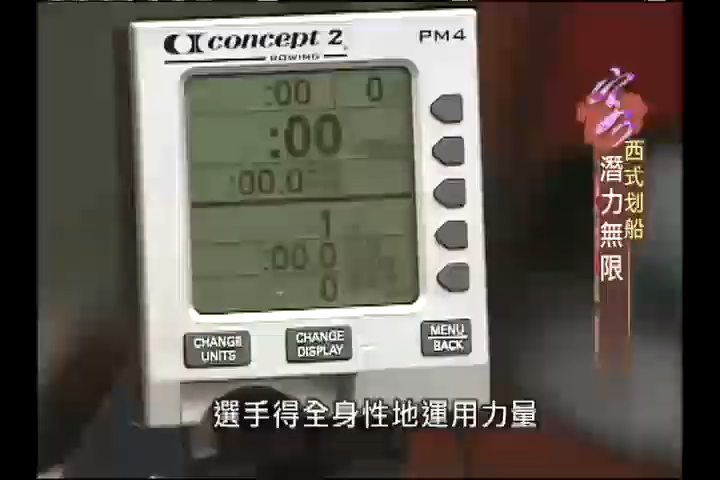 concept 2
ROWING
PM4
:00 0
:00
:00.0
1
:00 0
0
CHANGE
UNITS
CHANGE
DISPLAY
MENU
BACK
西式划船
潛力無限
選手得全身性地運用力量